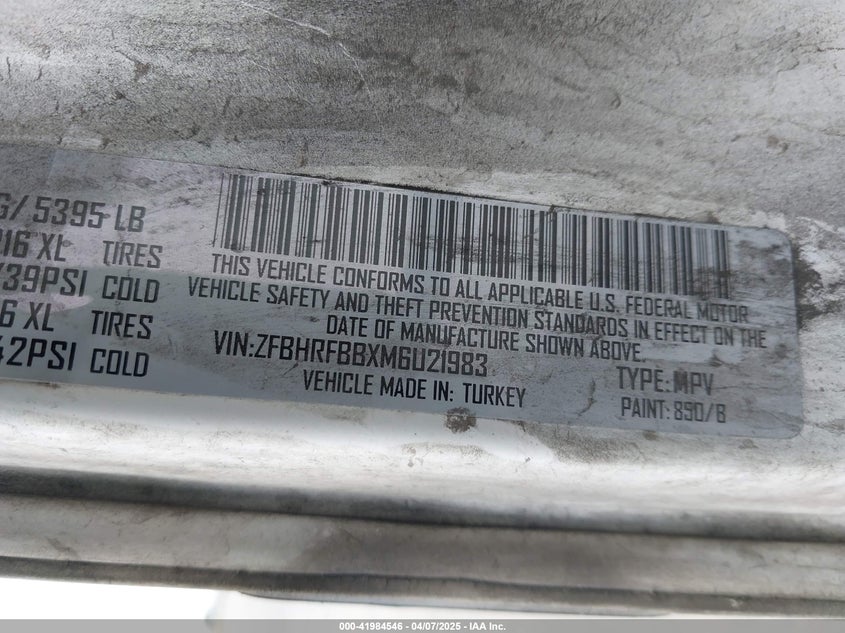 G/ 5395 LB
R16 XL TIRES
/39PSI COLD
6 XL TIRES
42PSI COLD
THIS VEHICLE CONFORMS TO ALL APPLICABLE U.S. FEDERAL MOTOR
VEHICLE SAFETY AND THEFT PREVENTION STANDARDS IN EFFECT ON THE
DATE OF MANUFACTURE SHOWN ABOVE.
VIN:ZFBHRFBBXM6U21983
TYPE: MPV
VEHICLE MADE IN: TURKEY
PAINT: 890/B
000-41984546 - 04/07/2025 - IAA Inc.